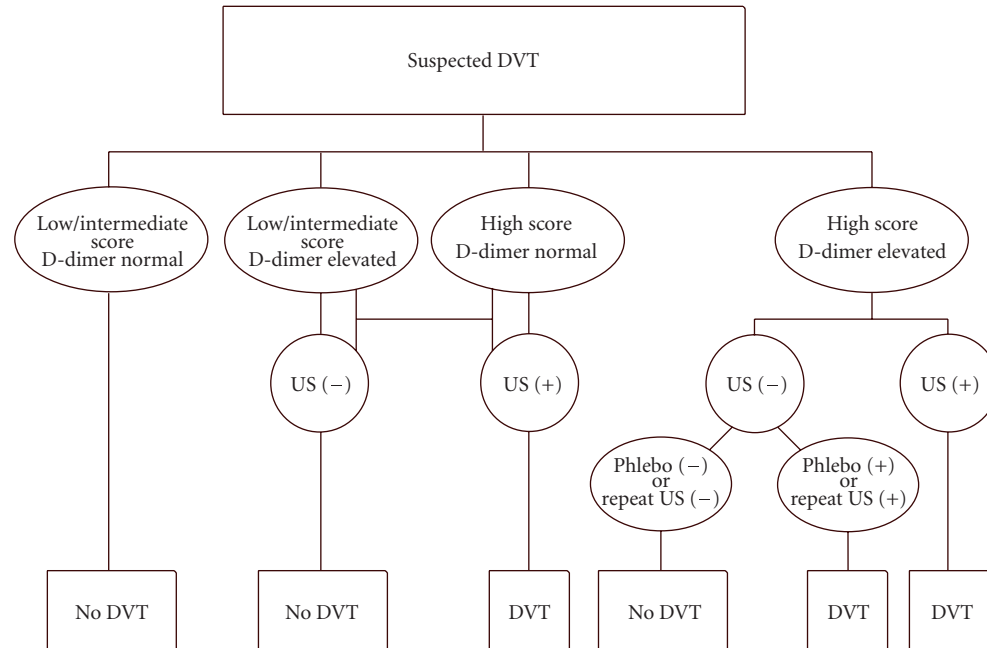 Suspected DVT
Low/intermediate
score
D-dimer normal
Low/intermediate
score
D-dimer elevated
High score
D-dimer normal
High score
D-dimer elevated
US (−)
US (+)
US (−)
US (+)
Phlebo (−)
or
repeat US (−)
Phlebo (+)
or
repeat US (+)
No DVT
No DVT
DVT
No DVT
DVT
DVT